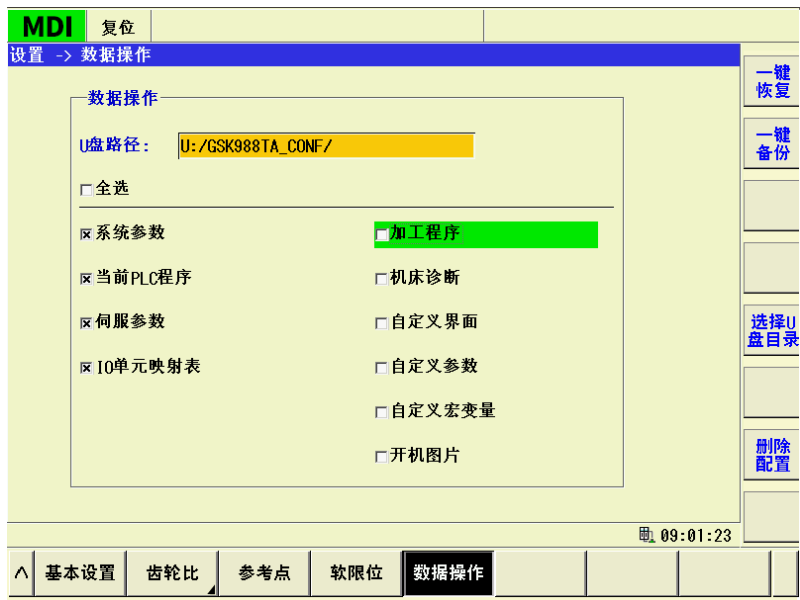 MDI 复位
设置 -> 数据操作
数据操作
U盘路径: U:/GSK988TA_CONF/
全选
系统参数 加工程序
当前PLC程序 机床诊断
伺服参数 自定义界面
IO单元映射表 自定义参数
自定义宏变量
开机图片
一键
恢复
一键
备份
选择U
盘目录
删除
配置
09:01:23
∧ 基本设置 齿轮比 参考点 软限位 数据操作